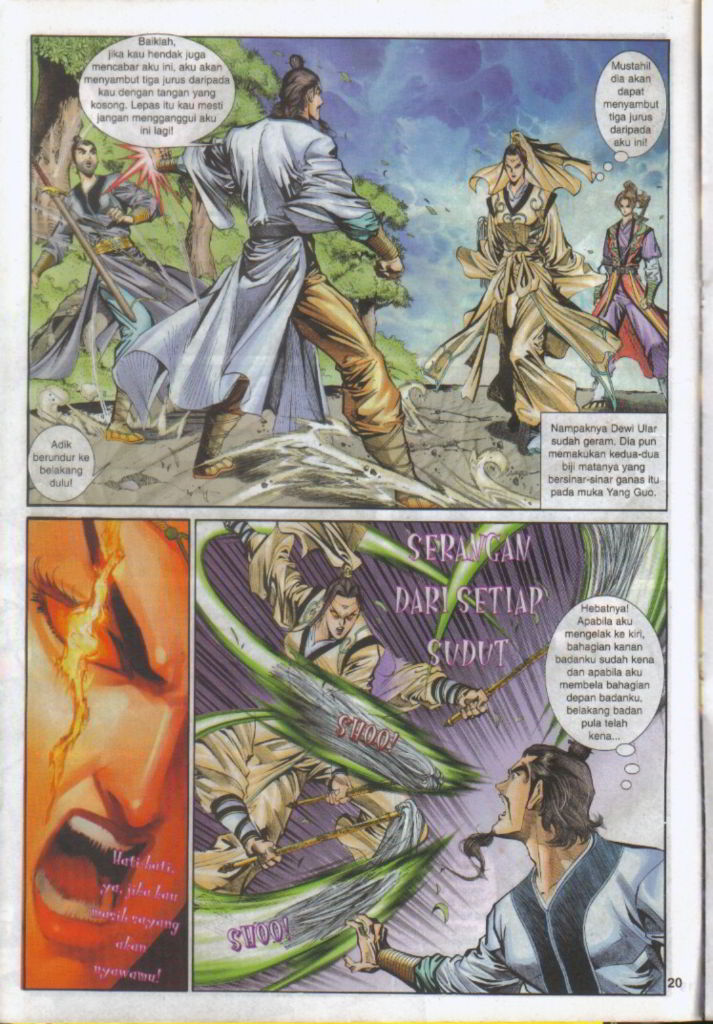 Baiklah,
jika kau hendak juga
mencabar aku ini, aku akan
menyambut tiga jurus daripada
kau dengan tangan yang
kosong. Lepas itu kau mesti
jangan mengganggui aku
ini lagi!
Mustahil
dia akan
dapat
menyambut
tiga jurus
daripada
aku ini!
Adik
berundur ke
belakang
dulu!
Nampaknya Dewi Ular
sudah geram. Dia pun
memakukan kedua-dua
biji matanya yang
bersinar-sinar ganas itu
pada muka Yang Guo.
Hati-hati,
ya, jika kau
masih sayang
akan
nyawamu!
SERANGAN
DARI SETIAP
SUDUT
SHOO!
SHOO!
Hebatnya!
Apabila aku
mengelak ke kiri,
bahagian kanan
badanku sudah kena
dan apabila aku
membela bahagian
depan badanku,
belakang badan
pula telah
kena...
20